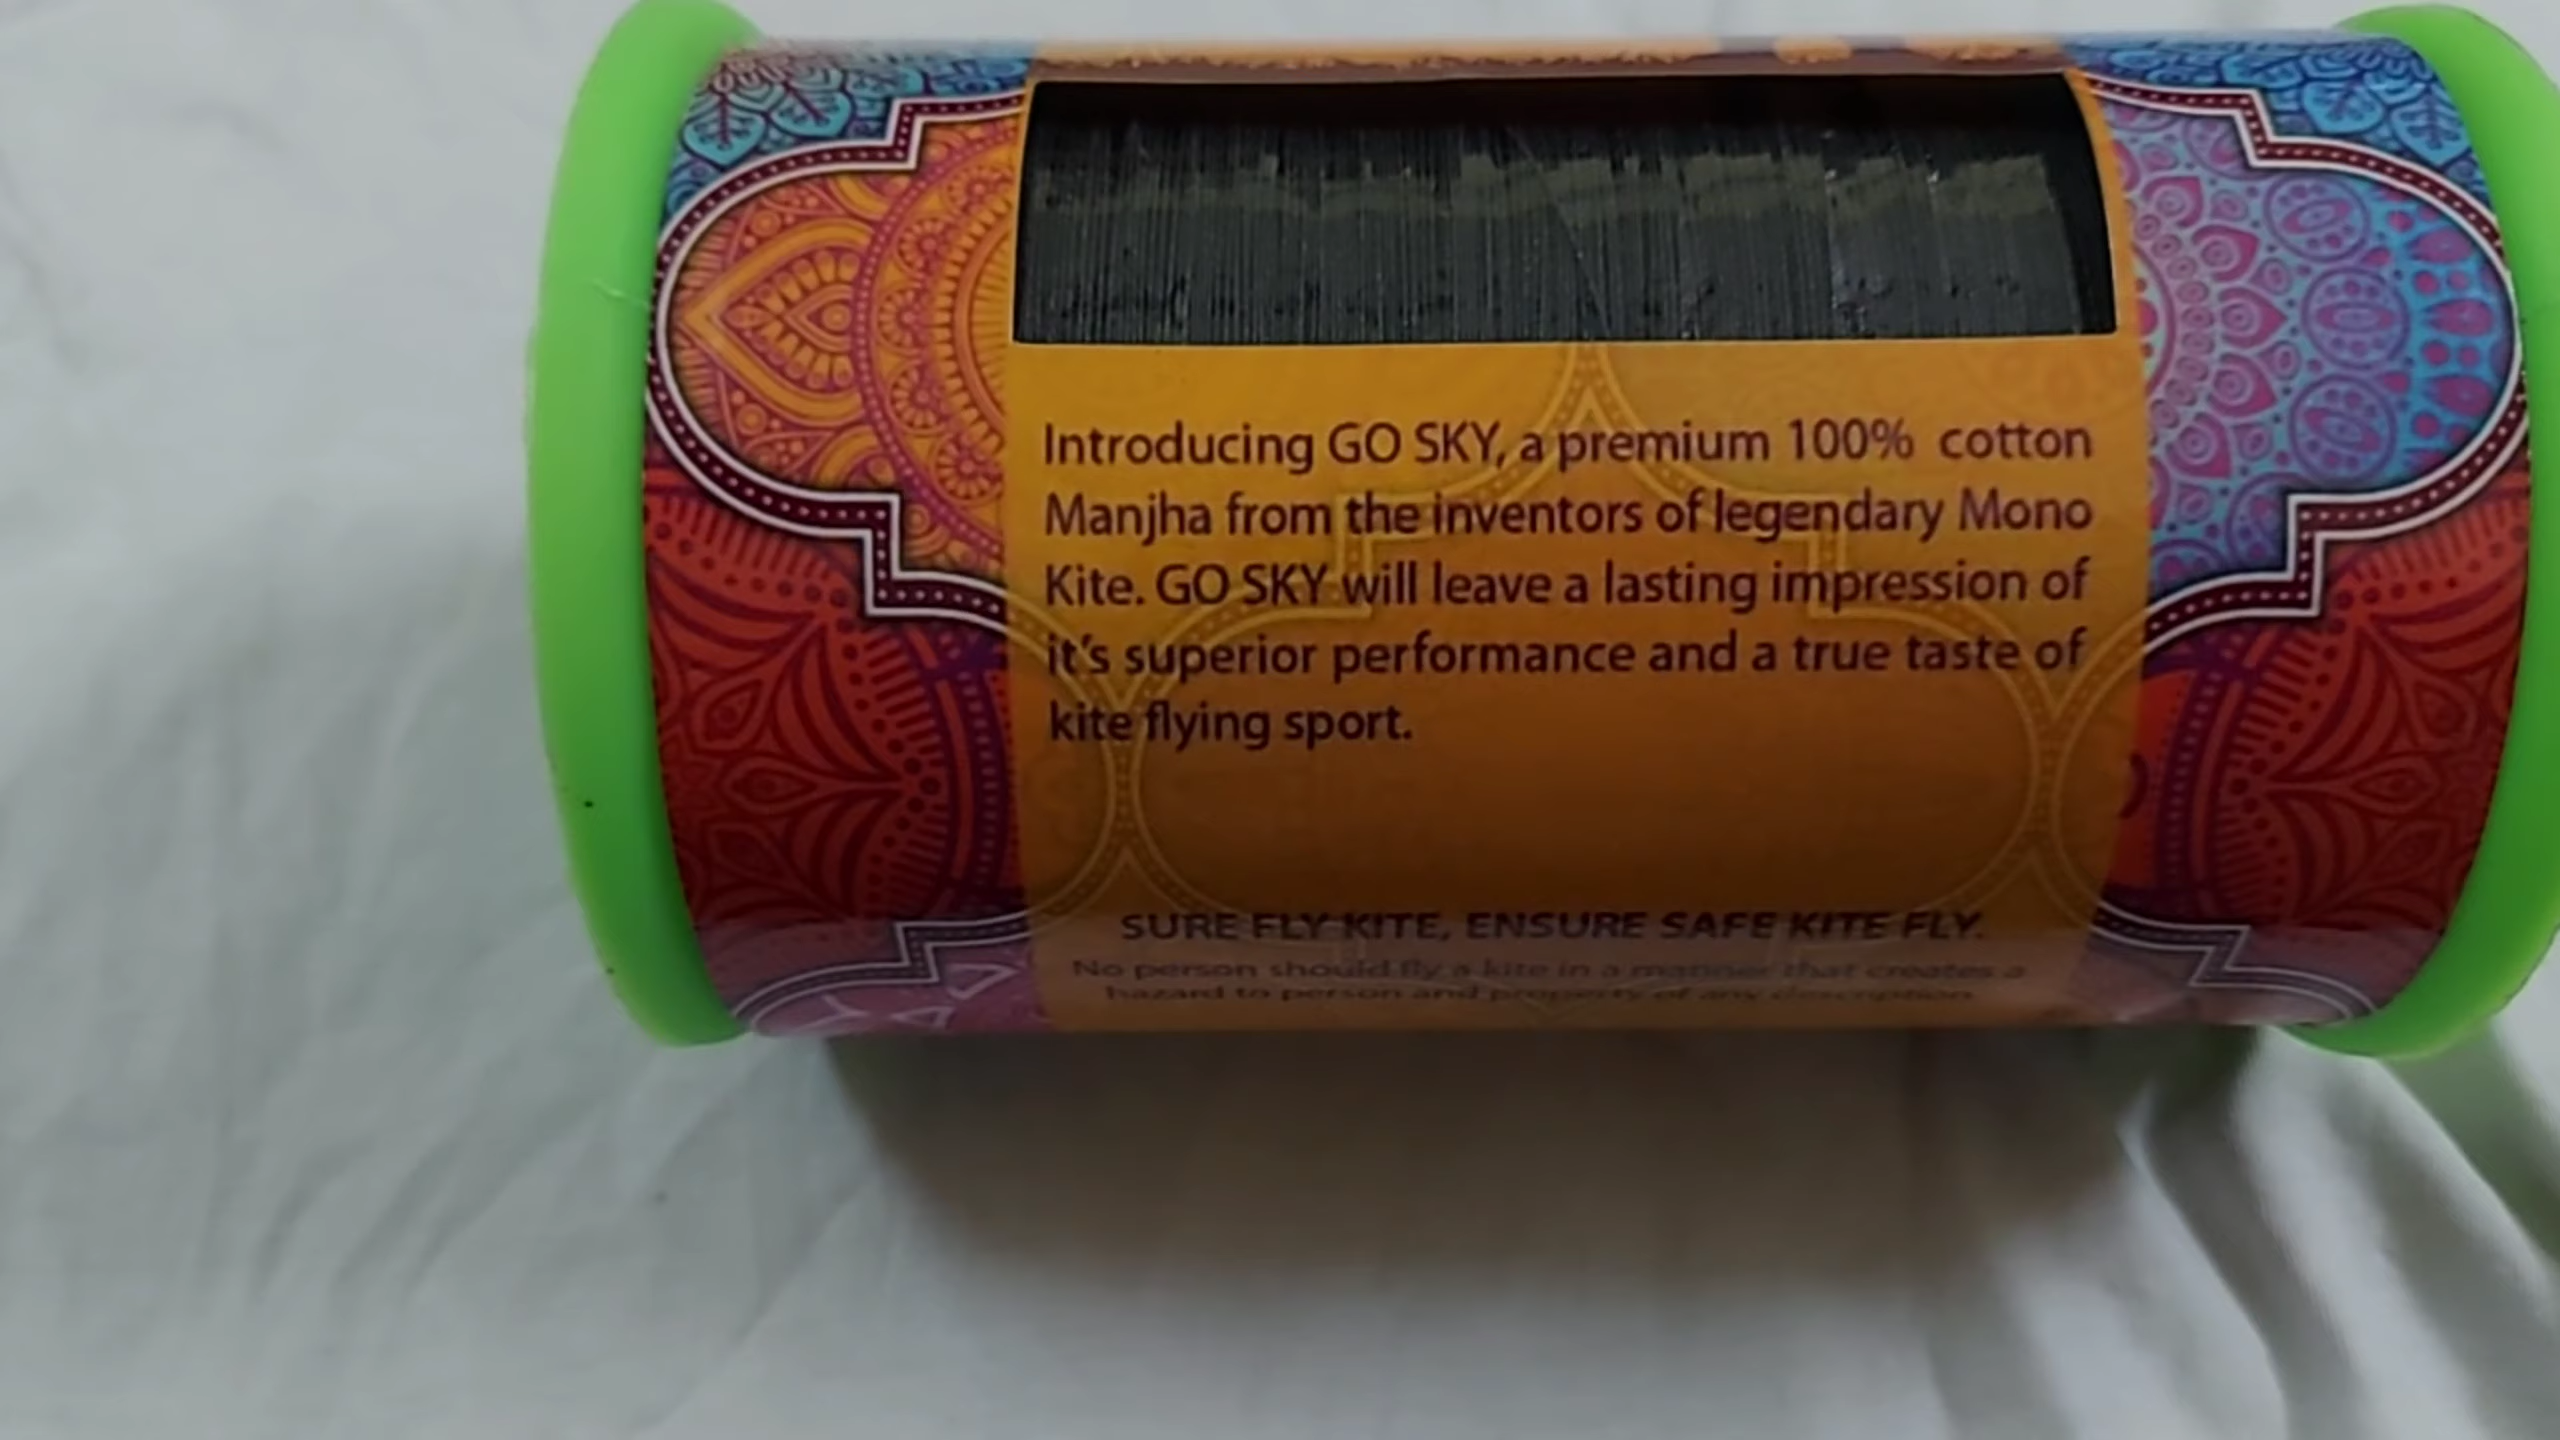 Introducing GO SKY, a premium 100% cotton
Manjha from the inventors of legendary Mono
Kite. GO SKY will leave a lasting impression of
it's superior performance and a true taste of
kite flying sport.
SURE FLY KITE, ENSURE SAFE KITE FLY.
No person should fly a kite in a manner that creates a
hazard to person and property of any description